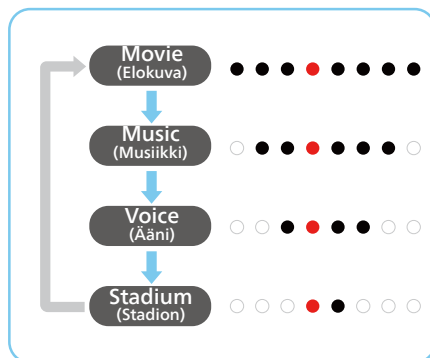 Movie
(Elokuva)
Music
(Musiikki)
Voice
(Ääni)
Stadium
(Stadion)